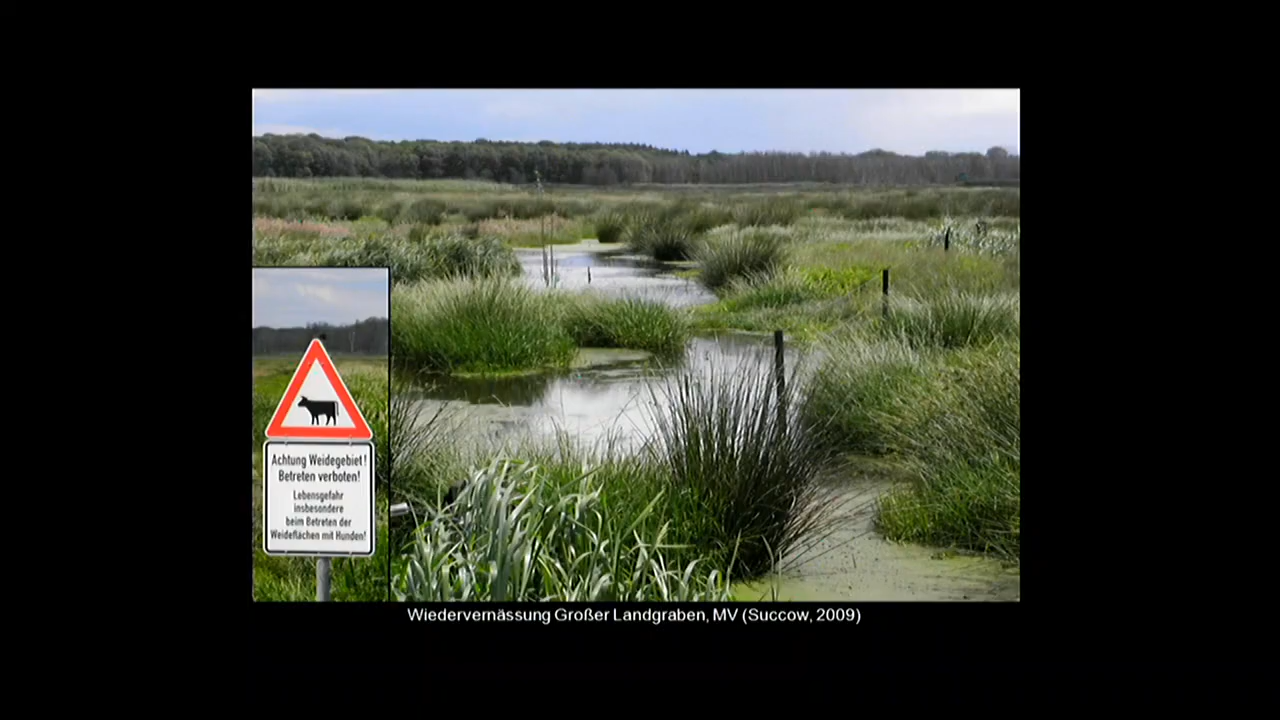 Achtung Weidegebiet!
Betreten verboten!
Lebensgefahr
insbesondere
beim Betreten der
Weideflächen mit Hunden!
Wiedervernässung Großer Landgraben, MV (Succow, 2009)